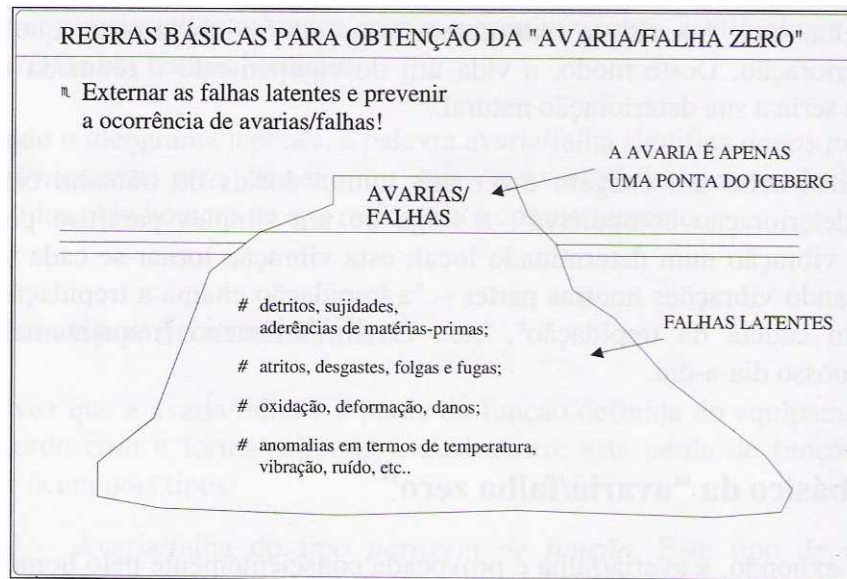 REGRAS BÁSICAS PARA OBTENÇÃO DA "AVARIA/FALHA ZERO"
Externar as falhas latentes e prevenir
a ocorrência de avarias/falhas!
A AVARIA É APENAS
UMA PONTA DO ICEBERG
AVARIAS/
FALHAS
# detritos, sujidades,
aderências de matérias-primas;
FALHAS LATENTES
# atritos, desgastes, folgas e fugas;
# oxidação, deformação, danos;
# anomalias em termos de temperatura,
vibração, ruído, etc..